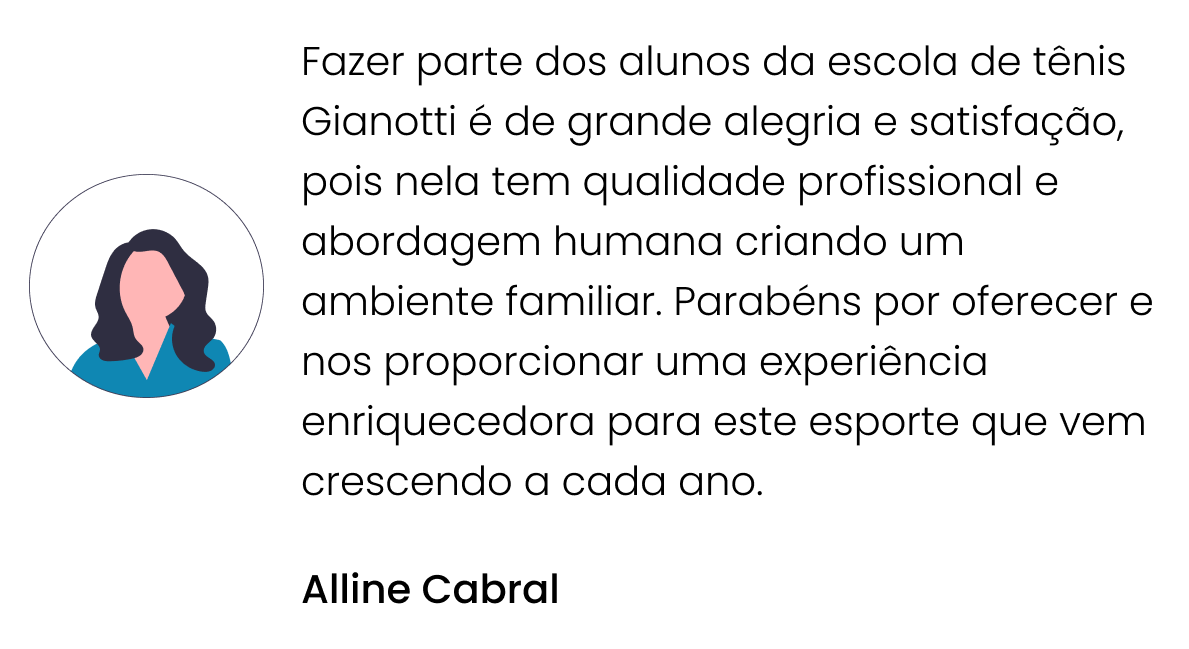 Fazer parte dos alunos da escola de tênis
Gianotti é de grande alegria e satisfação,
pois nela tem qualidade profissional e
abordagem humana criando um
ambiente familiar. Parabéns por oferecer e
nos proporcionar uma experiência
enriquecedora para este esporte que vem
crescendo a cada ano.
Alline Cabral